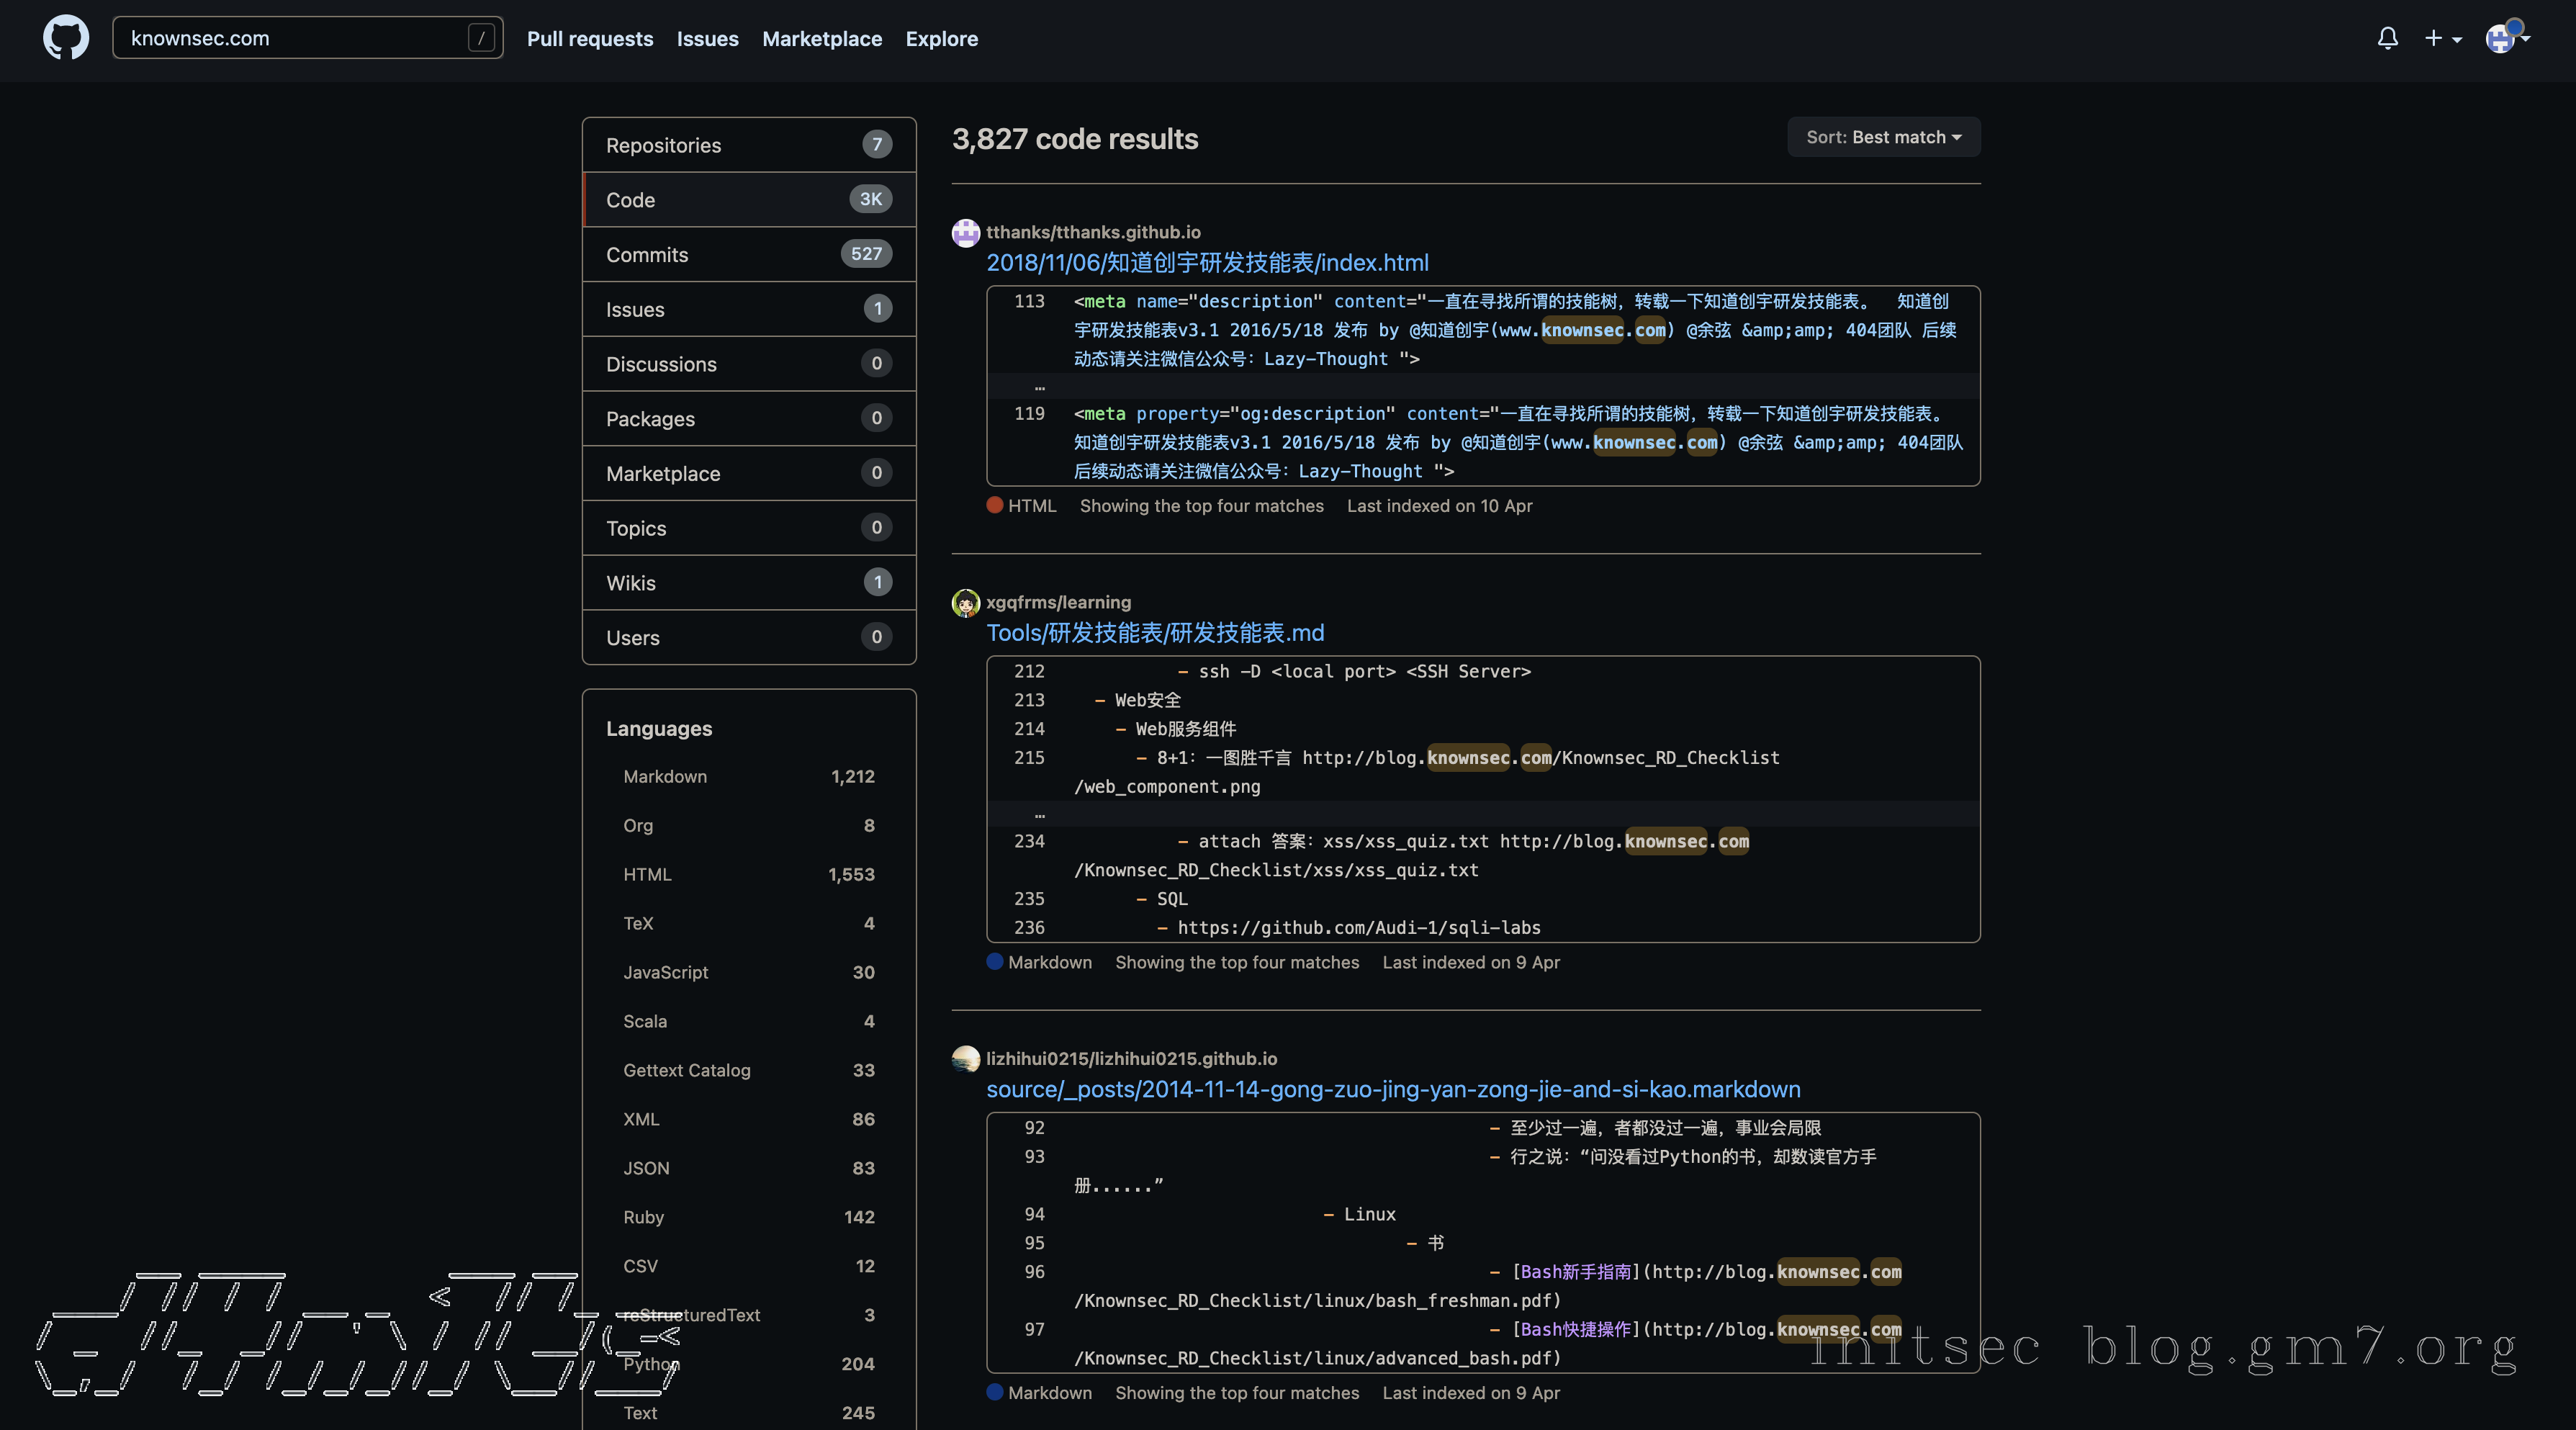 knownsec.com /
Pull requests Issues Marketplace Explore
Repositories 7
Code 3K
Commits 527
Issues 1
Discussions 0
Packages 0
Marketplace 0
Topics 0
Wikis 1
Users 0
Languages
Markdown 1,212
Org 8
HTML 1,553
TeX 4
JavaScript 30
Scala 4
Gettext Catalog 33
XML 86
JSON 83
Ruby 142
CSV 12
reStructuredText 3
Python 204
Text 245
3,827 code results
Sort: Best match
tthanks/tthanks.github.io
2018/11/06/知道创宇研发技能表/index.html
113 <meta name="description" content="一直在寻找所谓的技能树，转载一下知道创宇研发技能表。 知道创
宇研发技能表v3.1 2016/5/18 发布 by @知道创宇(www.knownsec.com) @余弦 &amp;amp; 404团队 后续
动态请关注微信公众号：Lazy-Thought ">
…
119 <meta property="og:description" content="一直在寻找所谓的技能树，转载一下知道创宇研发技能表。
知道创宇研发技能表v3.1 2016/5/18 发布 by @知道创宇(www.knownsec.com) @余弦 &amp;amp; 404团队
后续动态请关注微信公众号：Lazy-Thought ">
HTML Showing the top four matches Last indexed on 10 Apr
xgqfrms/learning
Tools/研发技能表/研发技能表.md
212 - ssh -D <local port> <SSH Server>
213 - Web安全
214 - Web服务组件
215 - 8+1：一图胜千言 http://blog.knownsec.com/Knownsec_RD_Checklist
/web_component.png
…
234 - attach 答案：xss/xss_quiz.txt http://blog.knownsec.com
/Knownsec_RD_Checklist/xss/xss_quiz.txt
235 - SQL
236 - https://github.com/Audi-1/sqli-labs
Markdown Showing the top four matches Last indexed on 9 Apr
lizhihui0215/lizhihui0215.github.io
source/_posts/2014-11-14-gong-zuo-jing-yan-zong-jie-and-si-kao.markdown
92 - 至少过一遍，者都没过一遍，事业会局限
93 - 行之说：“问没看过Python的书，却数读官方手
册......”
94 - Linux
95 - 书
96 - [Bash新手指南](http://blog.knownsec.com
/Knownsec_RD_Checklist/linux/bash_freshman.pdf)
97 - [Bash快捷操作](http://blog.knownsec.com
/Knownsec_RD_Checklist/linux/advanced_bash.pdf)
Markdown Showing the top four matches Last indexed on 9 Apr
initsec blog.gm7.org